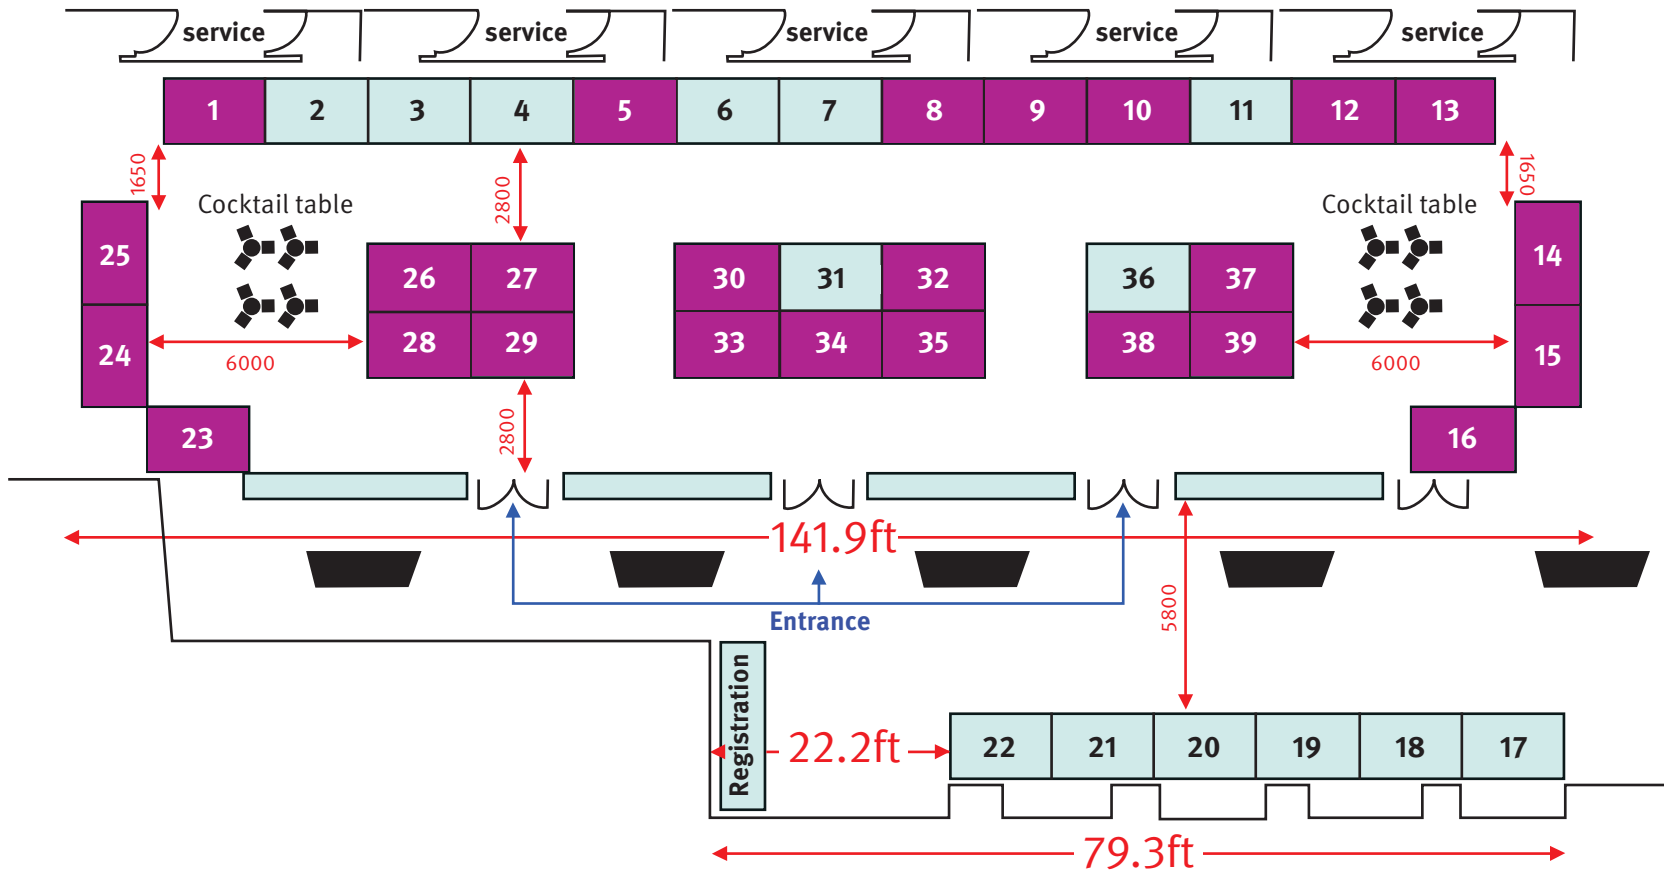 service service service service service
1 2 3 4 5 6 7 8 9 10 11 12 13
1650 2800 1650
Cocktail table Cocktail table
25 14
26 27 30 31 32 36 37
24 28 29 33 34 35 38 39 15
6000 6000
23 2800 16
141.9ft
Entrance
5800
Registration
22.2ft
22 21 20 19 18 17
79.3ft